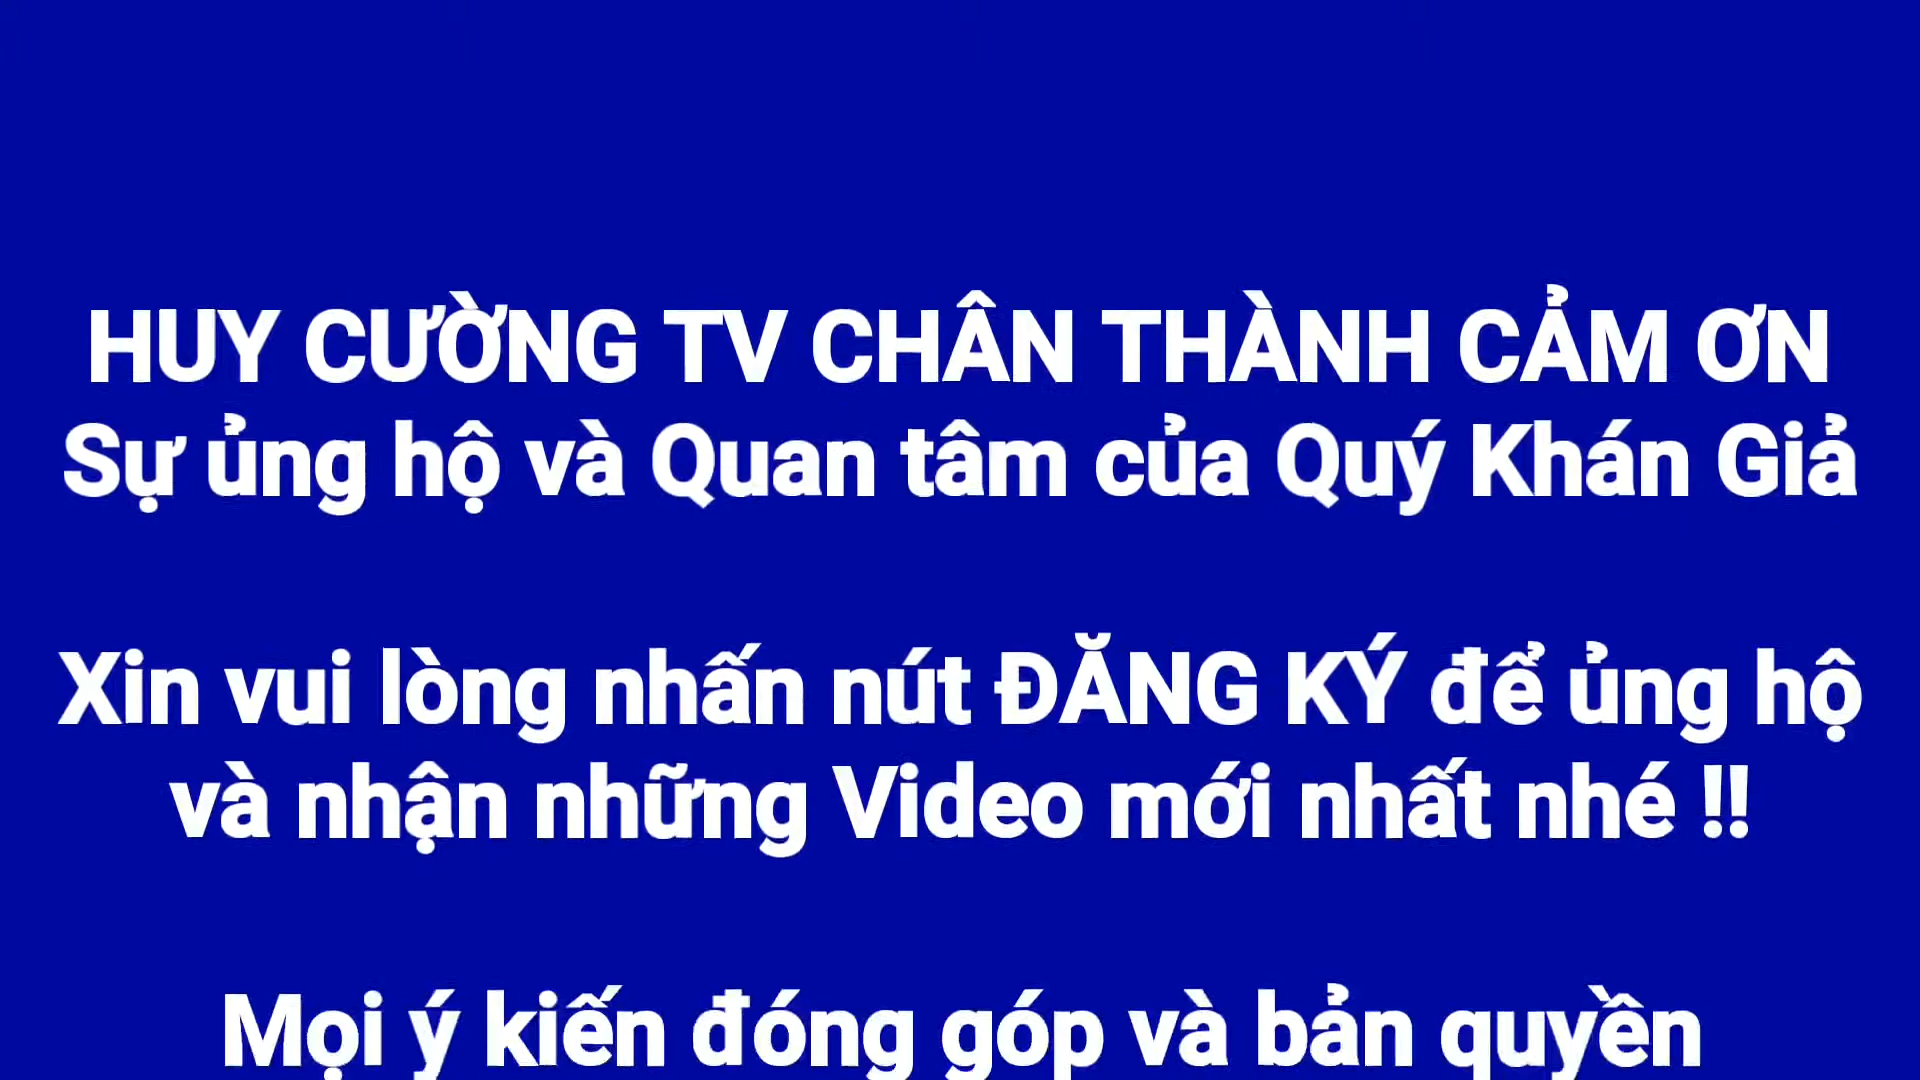 HUY CƯỜNG TV CHÂN THÀNH CẢM ƠN
Sự ủng hộ và Quan tâm của Quý Khán Giả
Xin vui lòng nhấn nút ĐĂNG KÝ để ủng hộ
và nhận những Video mới nhất nhé !!
Mọi ý kiến đóng góp và bản quyền